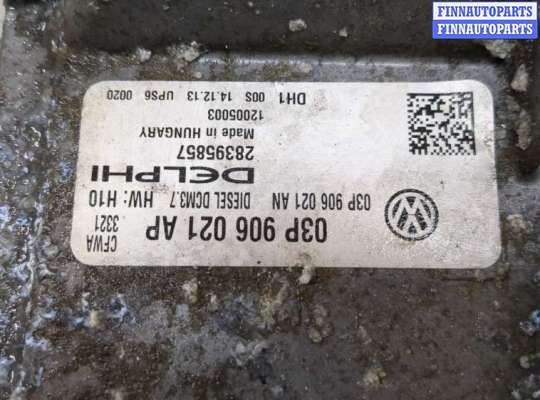 FINNAUTOPARTS
FINNAUTOPARTS
03P 906 021 AP
CFWA
3321
03P 906 021 AN DIESEL DCM3.7 HW: H10
DELPHI
28395857
Made in HUNGARY
12005003
DH1 00S 14.12.13 UPS6 0020